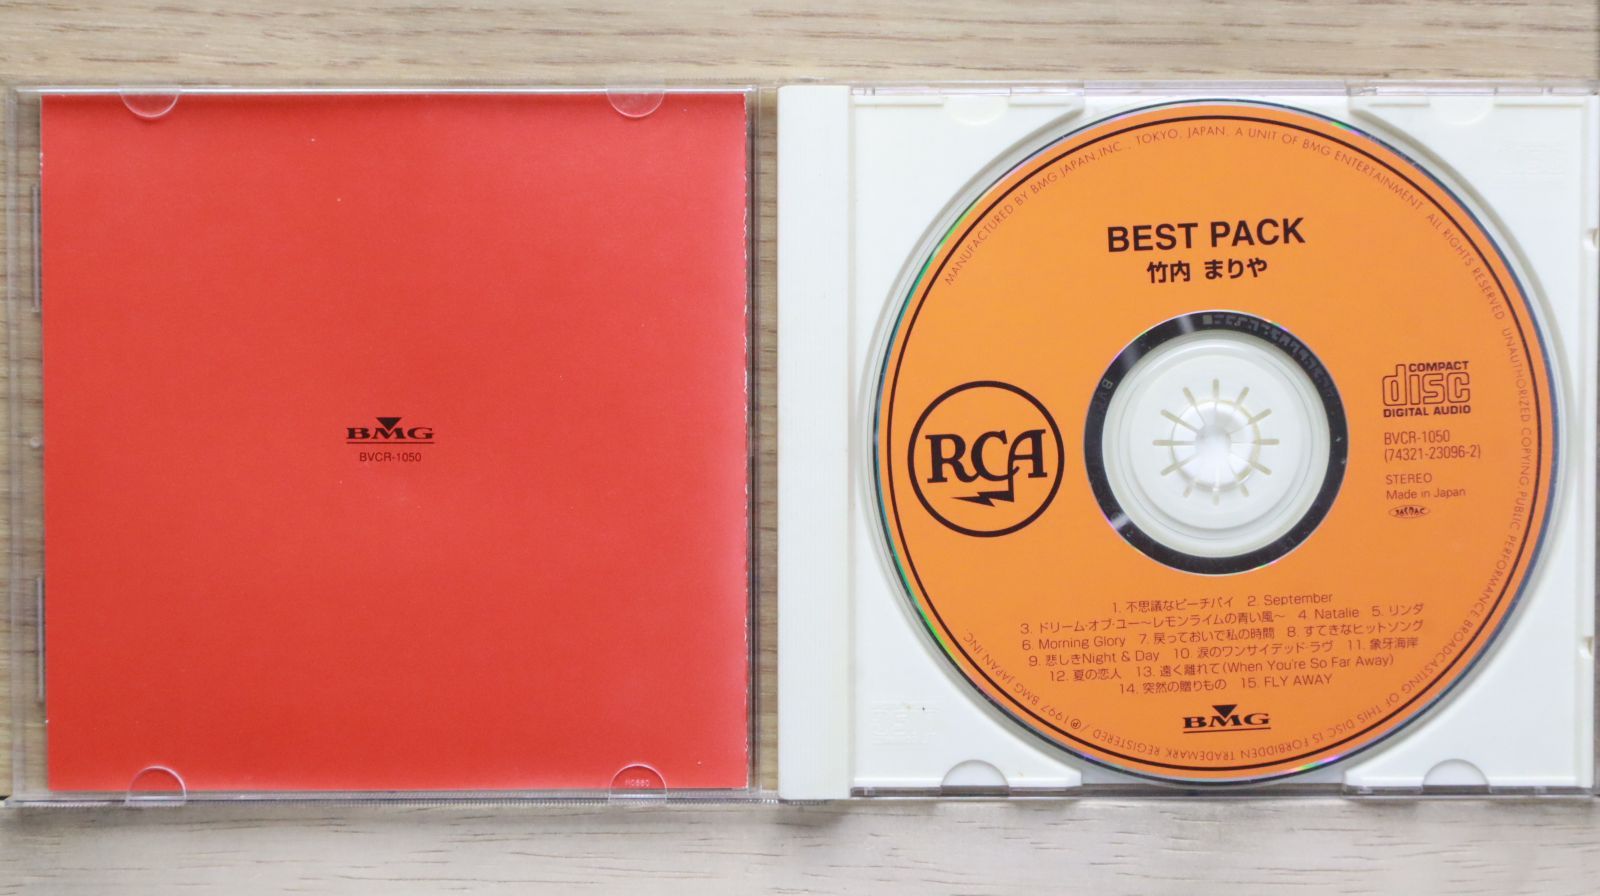 BMG
BVCR-1050
MANUFACTURED BY BMG JAPAN, INC., TOKYO, JAPAN, A UNIT OF BMG ENTERTAINMENT. ALL RIGHTS RESERVED. UNAUTHORIZED COPYING, PUBLIC PERFORMANCE BROADCASTING OF THIS DISC IS FORBIDDEN TRADEMARK REGISTERED / ℗1997 BMG JAPAN INC.
BEST PACK
竹内 まりや
RCA
COMPACT
disc
DIGITAL AUDIO
BVCR-1050
(74321-23096-2)
STEREO
Made in Japan
JASRAC
1. 不思議なピーチパイ 2. September
3. ドリーム・オブ・ユー〜レモンライムの青い風〜 4. Natalie 5. リンダ
6. Morning Glory 7. 戻っておいで私の時間 8. すてきなヒットソング
9. 悲しきNight & Day 10. 涙のワンサイデッド・ラヴ 11. 象牙海岸
12. 夏の恋人 13. 遠く離れて(When You're So Far Away)
14. 突然の贈りもの 15. FLY AWAY
BMG